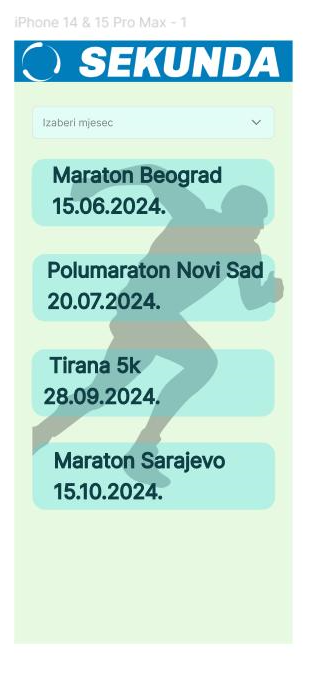 iPhone 14 & 15 Pro Max - 1
SEKUNDA
Izaberi mjesec
Maraton Beograd
15.06.2024.
Polumaraton Novi Sad
20.07.2024.
Tirana 5k
28.09.2024.
Maraton Sarajevo
15.10.2024.